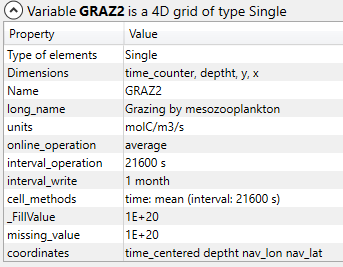 Variable GRAZ2 is a 4D grid of type Single
Property Value
Type of elements Single
Dimensions time_counter, deptht, y, x
Name GRAZ2
long_name Grazing by mesozooplankton
units molC/m3/s
online_operation average
interval_operation 21600 s
interval_write 1 month
cell_methods time: mean (interval: 21600 s)
_FillValue 1E+20
missing_value 1E+20
coordinates time_centered deptht nav_lon nav_lat